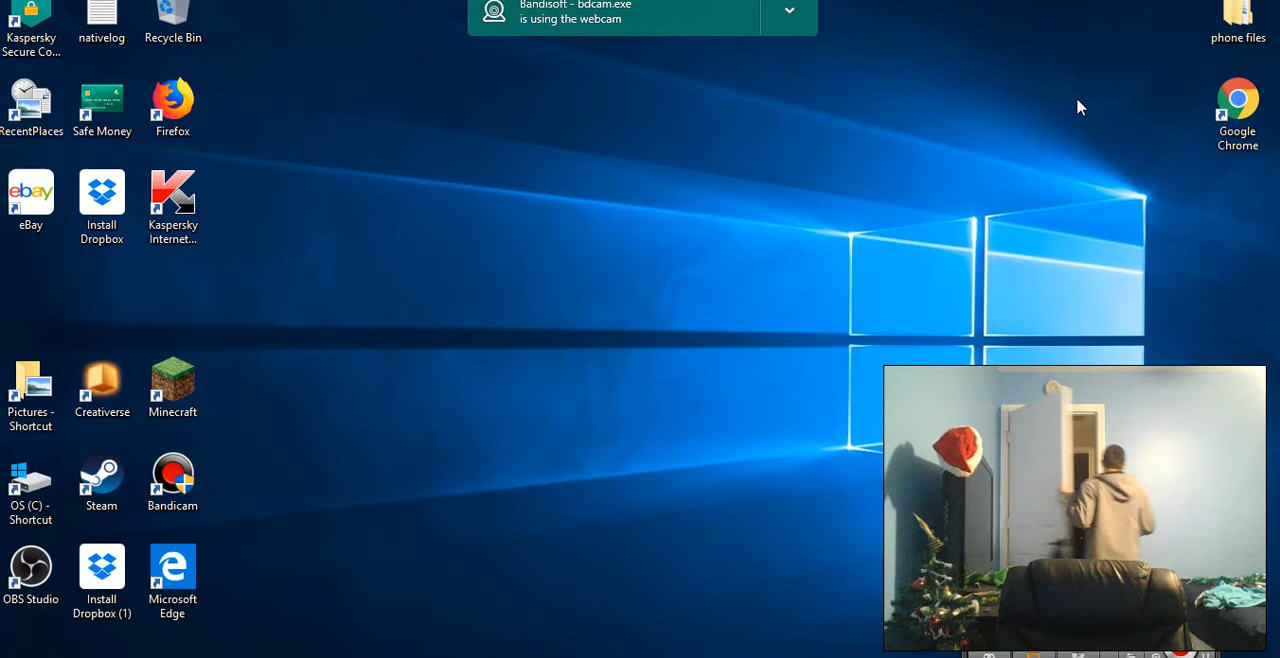 Bandisoft - bdcam.exe
is using the webcam
Kaspersky
Secure Co...
nativelog
Recycle Bin
phone files
RecentPlaces
Safe Money
Firefox
Google
Chrome
ebay
eBay
Install
Dropbox
Kaspersky
Internet...
Pictures -
Shortcut
Creativerse
Minecraft
OS (C) -
Shortcut
Steam
Bandicam
OBS Studio
Install
Dropbox (1)
Microsoft
Edge